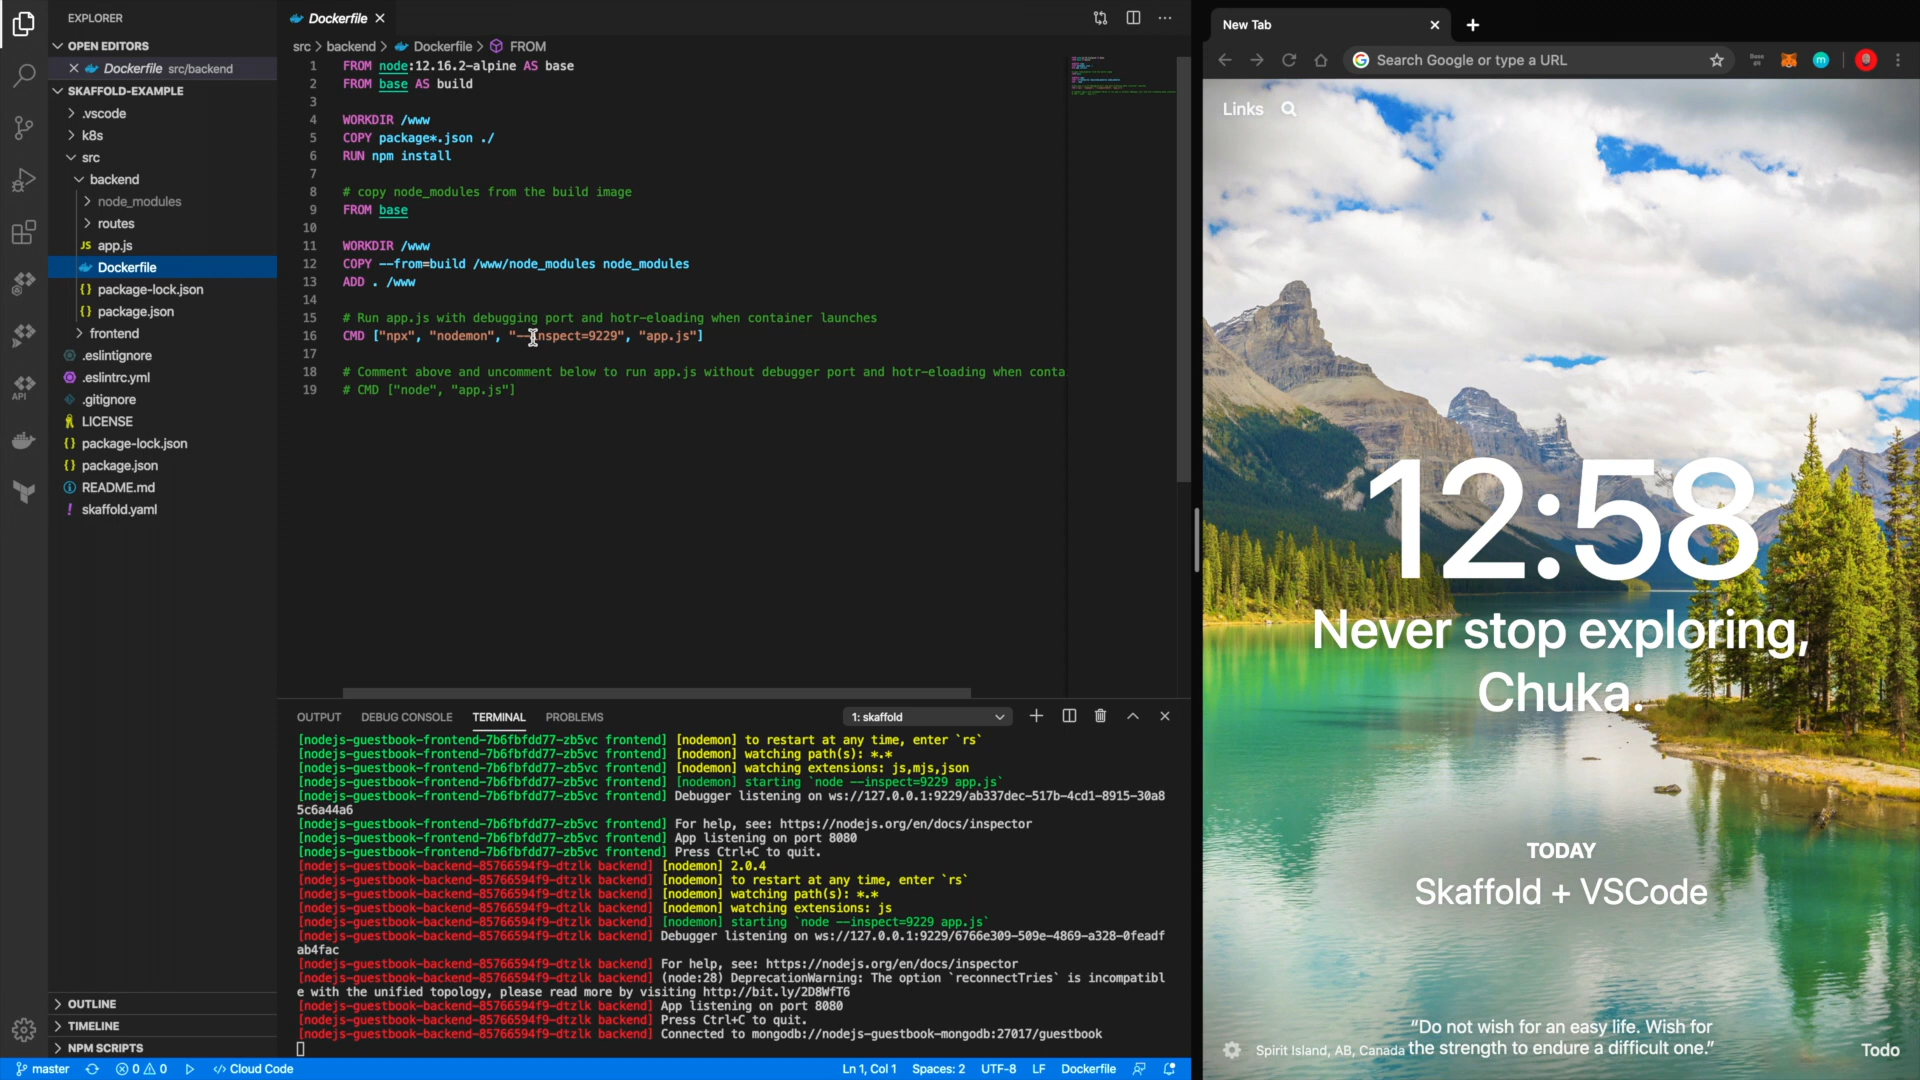 EXPLORER
OPEN EDITORS
Dockerfile src/backend
SKAFFOLD-EXAMPLE
.vscode
k8s
src
backend
node_modules
routes
JS app.js
Dockerfile
{} package-lock.json
{} package.json
frontend
.eslintignore
.eslintrc.yml
.gitignore
LICENSE
{} package-lock.json
{} package.json
README.md
! skaffold.yaml
OUTLINE
TIMELINE
NPM SCRIPTS
API
Dockerfile
src > backend > Dockerfile > FROM
1 FROM node:12.16.2-alpine AS base
2 FROM base AS build
3
4 WORKDIR /www
5 COPY package*.json ./
6 RUN npm install
7
8 # copy node_modules from the build image
9 FROM base
10
11 WORKDIR /www
12 COPY --from=build /www/node_modules node_modules
13 ADD . /www
14
15 # Run app.js with debugging port and hotr-eloading when container launches
16 CMD ["npx", "nodemon", "--inspect=9229", "app.js"]
17
18 # Comment above and uncomment below to run app.js without debugger port and hotr-eloading when conta
19 # CMD ["node", "app.js"]
OUTPUT DEBUG CONSOLE TERMINAL PROBLEMS 1: skaffold
[nodejs-guestbook-frontend-7b6fbfdd77-zb5vc frontend] [nodemon] to restart at any time, enter `rs`
[nodejs-guestbook-frontend-7b6fbfdd77-zb5vc frontend] [nodemon] watching path(s): *.*
[nodejs-guestbook-frontend-7b6fbfdd77-zb5vc frontend] [nodemon] watching extensions: js,mjs,json
[nodejs-guestbook-frontend-7b6fbfdd77-zb5vc frontend] [nodemon] starting `node --inspect=9229 app.js`
[nodejs-guestbook-frontend-7b6fbfdd77-zb5vc frontend] Debugger listening on ws://127.0.0.1:9229/ab337dec-517b-4cd1-8915-30a8
5c6a44a6
[nodejs-guestbook-frontend-7b6fbfdd77-zb5vc frontend] For help, see: https://nodejs.org/en/docs/inspector
[nodejs-guestbook-frontend-7b6fbfdd77-zb5vc frontend] App listening on port 8080
[nodejs-guestbook-frontend-7b6fbfdd77-zb5vc frontend] Press Ctrl+C to quit.
[nodejs-guestbook-backend-85766594f9-dtzlk backend] [nodemon] 2.0.4
[nodejs-guestbook-backend-85766594f9-dtzlk backend] [nodemon] to restart at any time, enter `rs`
[nodejs-guestbook-backend-85766594f9-dtzlk backend] [nodemon] watching path(s): *.*
[nodejs-guestbook-backend-85766594f9-dtzlk backend] [nodemon] watching extensions: js
[nodejs-guestbook-backend-85766594f9-dtzlk backend] [nodemon] starting `node --inspect=9229 app.js`
[nodejs-guestbook-backend-85766594f9-dtzlk backend] Debugger listening on ws://127.0.0.1:9229/6766e309-509e-4869-a328-0feadf
ab4fac
[nodejs-guestbook-backend-85766594f9-dtzlk backend] For help, see: https://nodejs.org/en/docs/inspector
[nodejs-guestbook-backend-85766594f9-dtzlk backend] (node:28) DeprecationWarning: The option `reconnectTries` is incompatibl
e with the unified topology, please read more by visiting http://bit.ly/2D8WfT6
[nodejs-guestbook-backend-85766594f9-dtzlk backend] App listening on port 8080
[nodejs-guestbook-backend-85766594f9-dtzlk backend] Press Ctrl+C to quit.
[nodejs-guestbook-backend-85766594f9-dtzlk backend] Connected to mongodb://nodejs-guestbook-mongodb:27017/guestbook
master 0 0 Cloud Code Ln 1, Col 1 Spaces: 2 UTF-8 LF Dockerfile
New Tab
Search Google or type a URL
Links
12:58
Never stop exploring,
Chuka.
TODAY
Skaffold + VSCode
“Do not wish for an easy life. Wish for
the strength to endure a difficult one.”
Spirit Island, AB, Canada
Todo